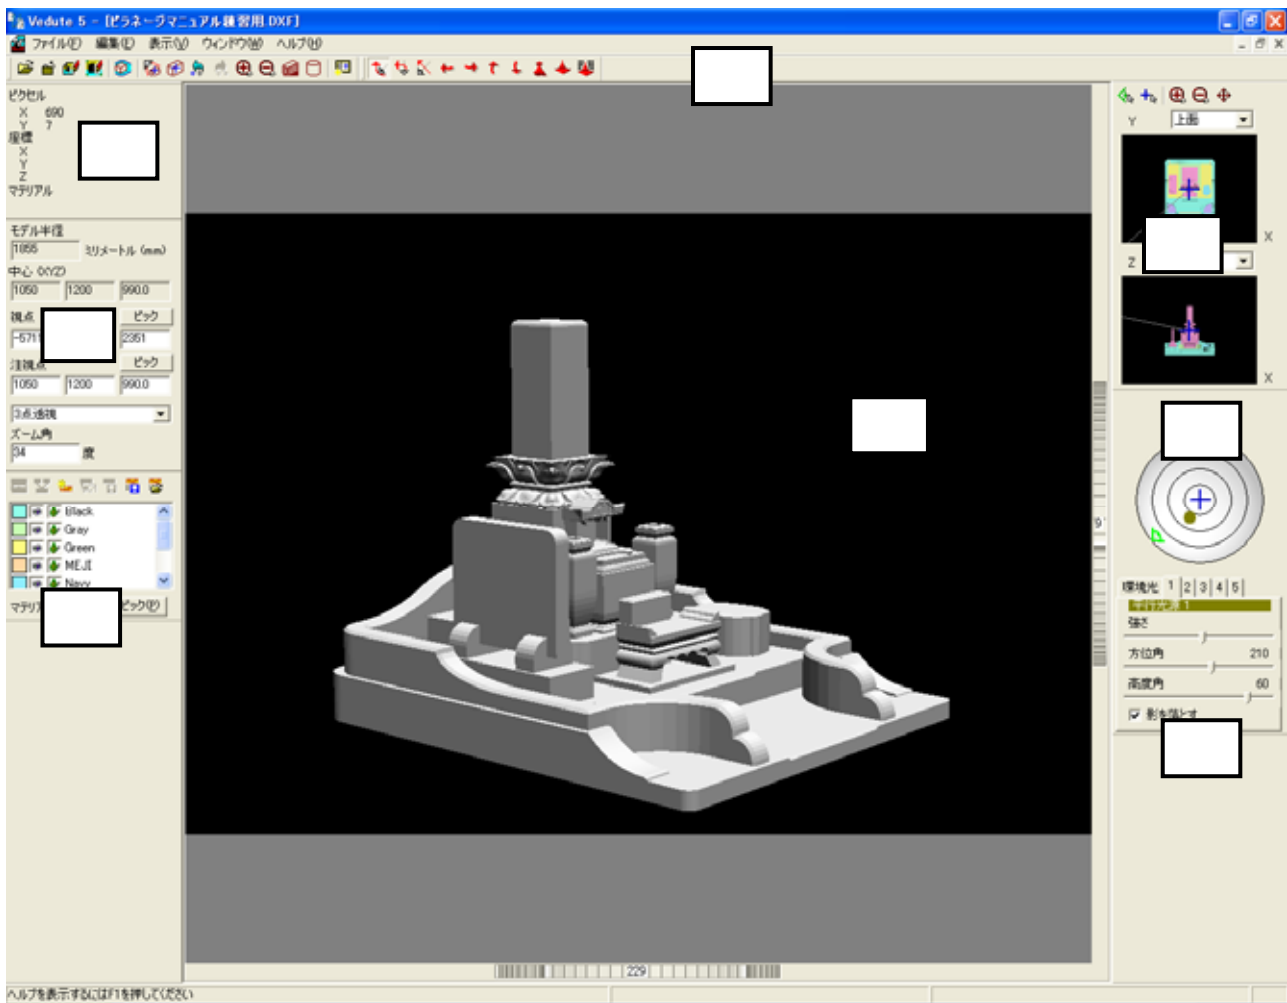 Vedute 5 - [ピラネージマニュアル練習用.DXF]
ファイル(F) 編集(E) 表示(V) ウィンドウ(W) ヘルプ(H)
ピクセル
X 690
Y 7
座標
X
Y
Z
マテリアル
モデル半径
1855 ミリメートル (mm)
中心 (XYZ)
1050 1200 990.0
視点 ピック
-5711 2351
注視点 ピック
1050 1200 990.0
3点透視
ズーム角
34 度
Black
Gray
Green
MEJI
Navy
ピック(P)
229
Y 上面
X
Z
X
環境光 1 2 3 4 5
平行光源 1
強さ
方位角 210
高度角 60
影を落とす
ヘルプを表示するにはF1を押してください